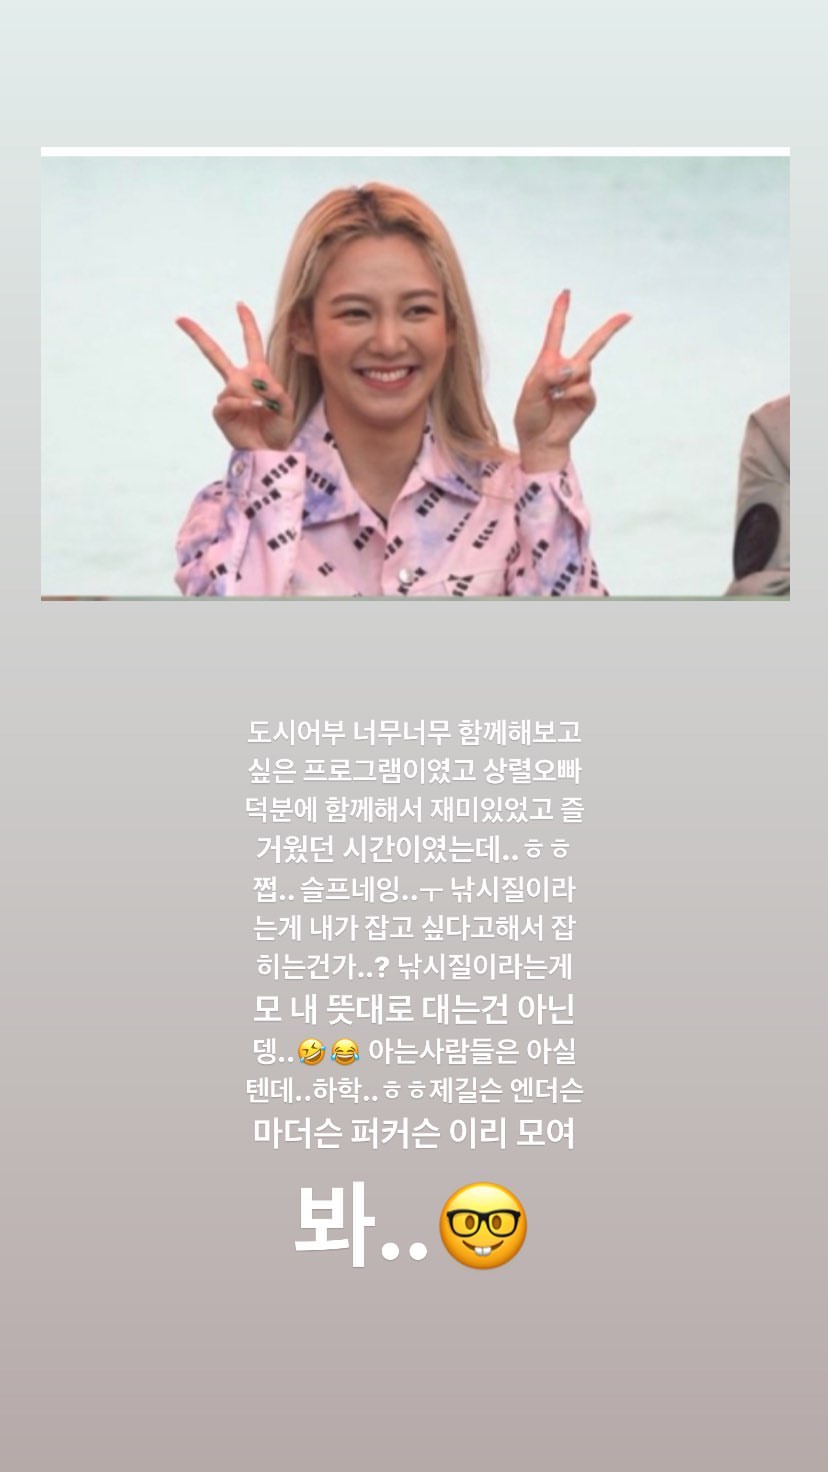 도시어부 너무너무 함께해보고
싶은 프로그램이였고 상렬오빠
덕분에 함께해서 재미있었고 즐
거웠던 시간이였는데..ㅎㅎ
쩝.. 슬프네잉..ㅜ 낚시질이라
는게 내가 잡고 싶다고해서 잡
히는건가..? 낚시질이라는게
모 내 뜻대로 대는건 아닌
뎅..🤣😂 아는사람들은 아실
텐데..하학..ㅎㅎ제길슨 엔더슨
마더슨 퍼커슨 이리 모여
봐..🤓